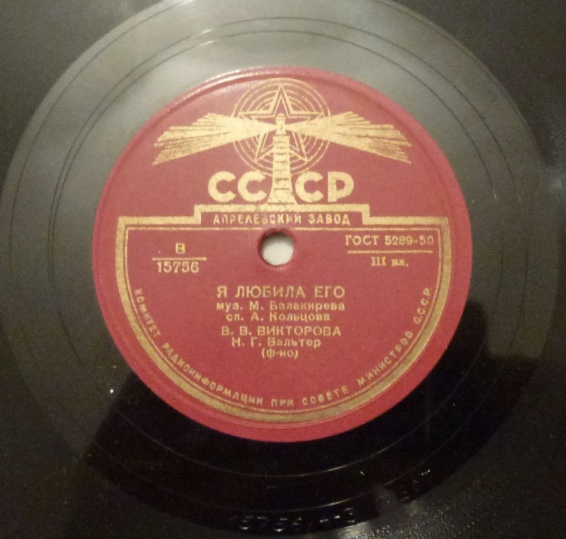 СССР
АПРЕЛЕВСКИЙ ЗАВОД
В
15756
ГОСТ 5289-50
III кл.
Я ЛЮБИЛА ЕГО
муз. М. Балакирева
сл. А. Кольцова
В. В. ВИКТОРОВА
Н. Г. Вальтер
(ф-но)
КОМИТЕТ РАДИОИНФОРМАЦИИ ПРИ СОВЕТЕ МИНИСТРОВ СССР.